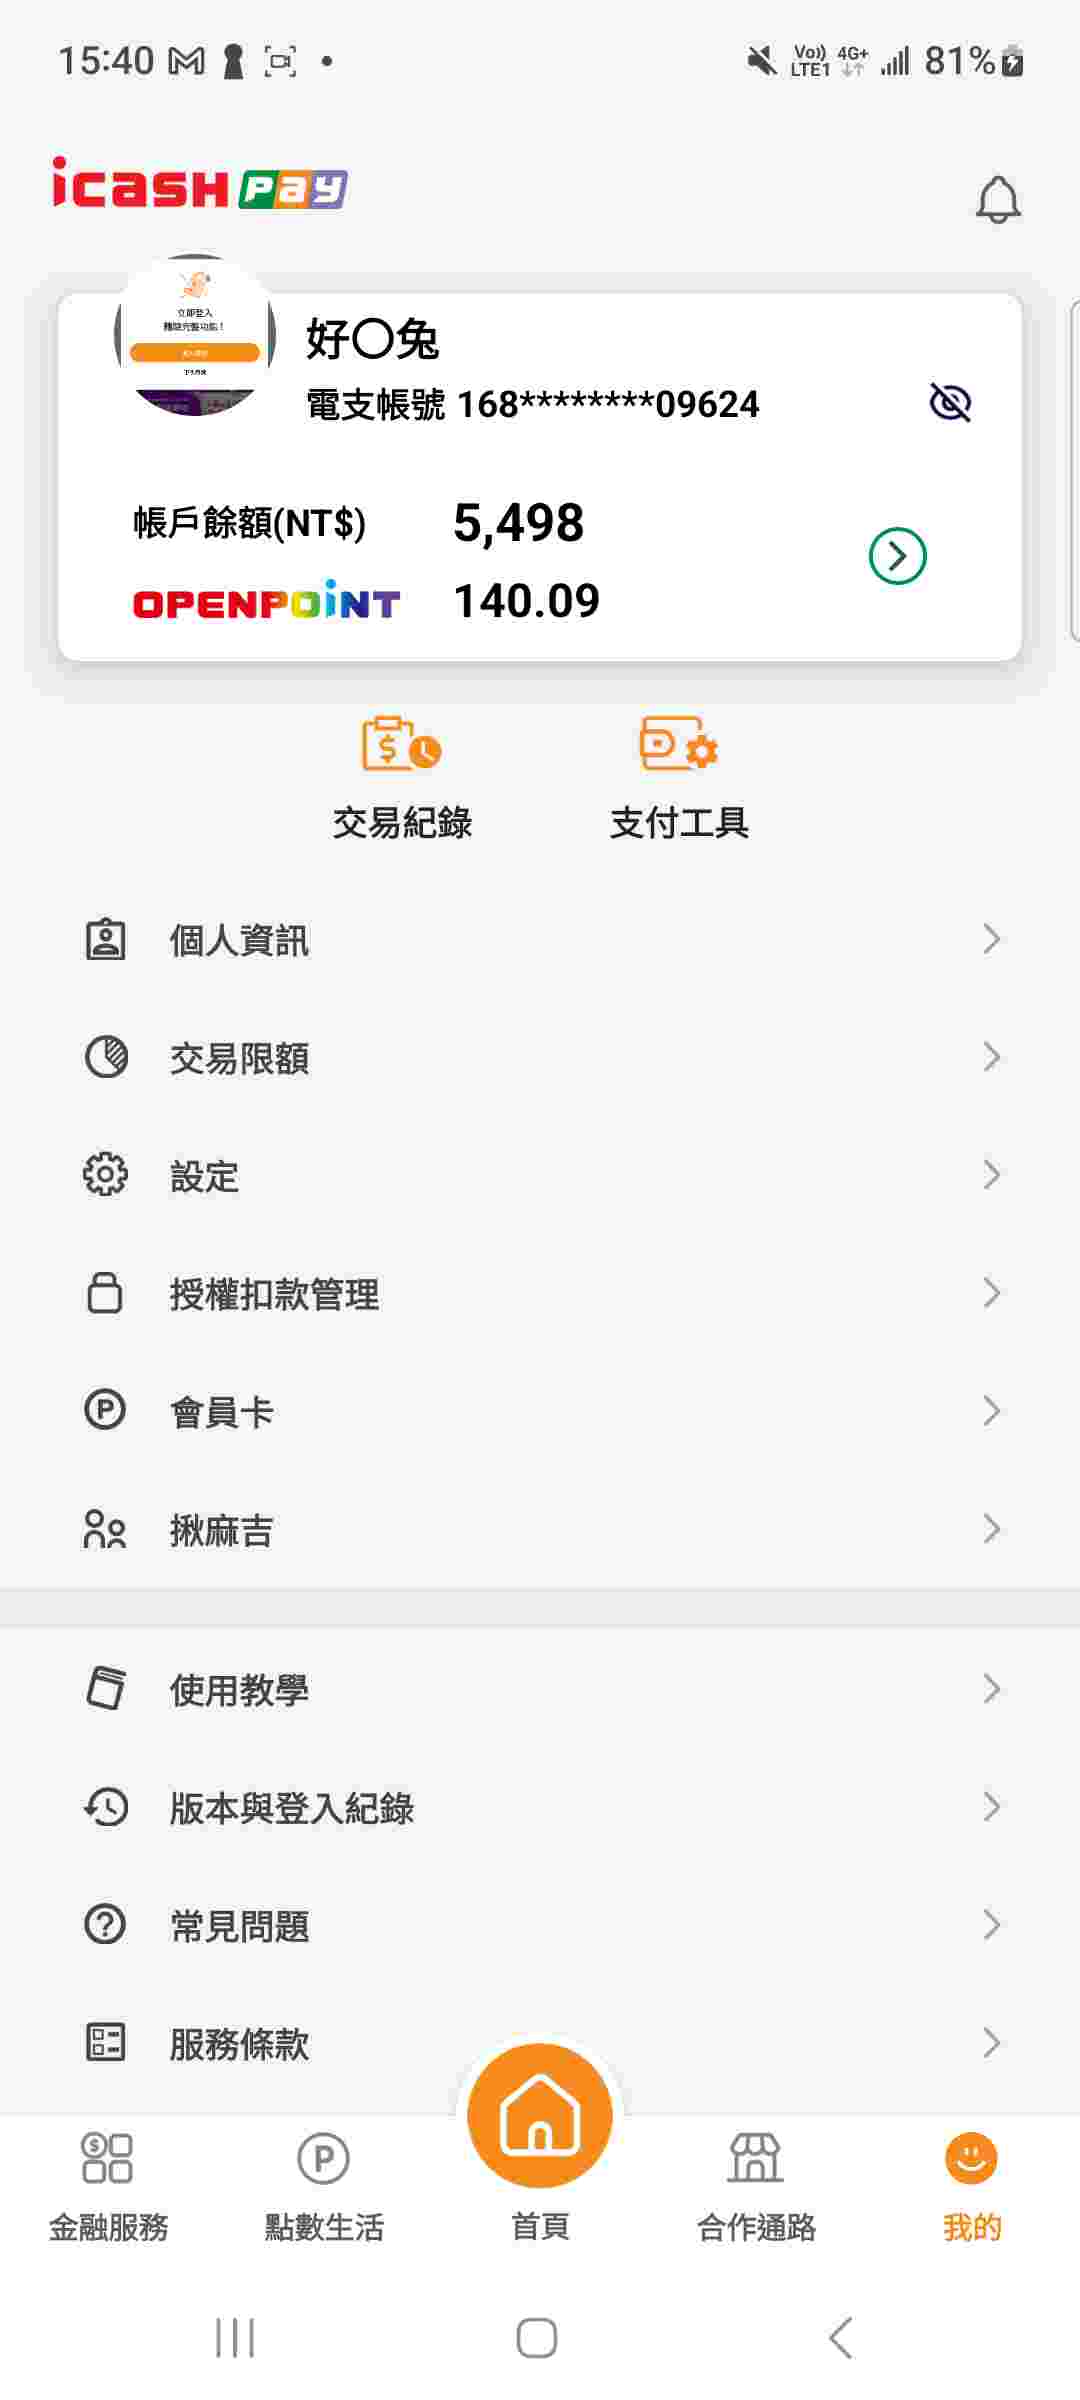 15:40
Vo)) LTE1 4G+ 81%
icash Pay
立即登入
體驗完整功能！
好〇兔
電支帳號 168********09624
帳戶餘額(NT$) 5,498
OPENPOINT 140.09
交易紀錄 支付工具
個人資訊
交易限額
設定
授權扣款管理
會員卡
揪麻吉
使用教學
版本與登入紀錄
常見問題
服務條款
金融服務 點數生活 首頁 合作通路 我的